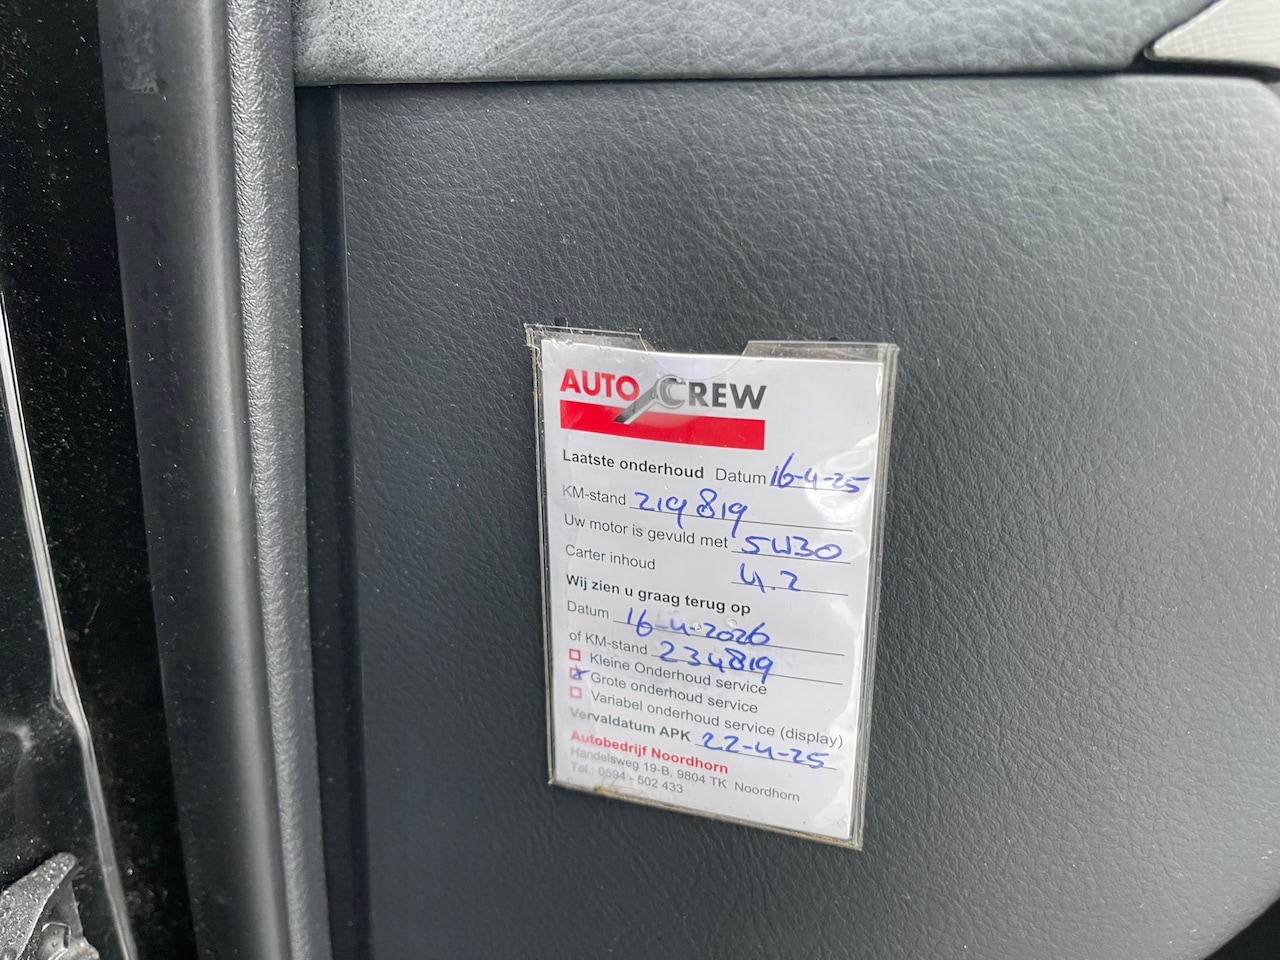 AUTO CREW
Laatste onderhoud Datum 16-4-25
KM-stand 219819
Uw motor is gevuld met 5W30
Carter inhoud 4.2
Wij zien u graag terug op
Datum 16-4-2026
of KM-stand 234819
Kleine Onderhoud service
x Grote onderhoud service
Variabel onderhoud service (display)
Vervaldatum APK 22-4-25
Autobedrijf Noordhorn
Handelsweg 19-B, 9804 TK Noordhorn
Tel.: 0594 - 502 433